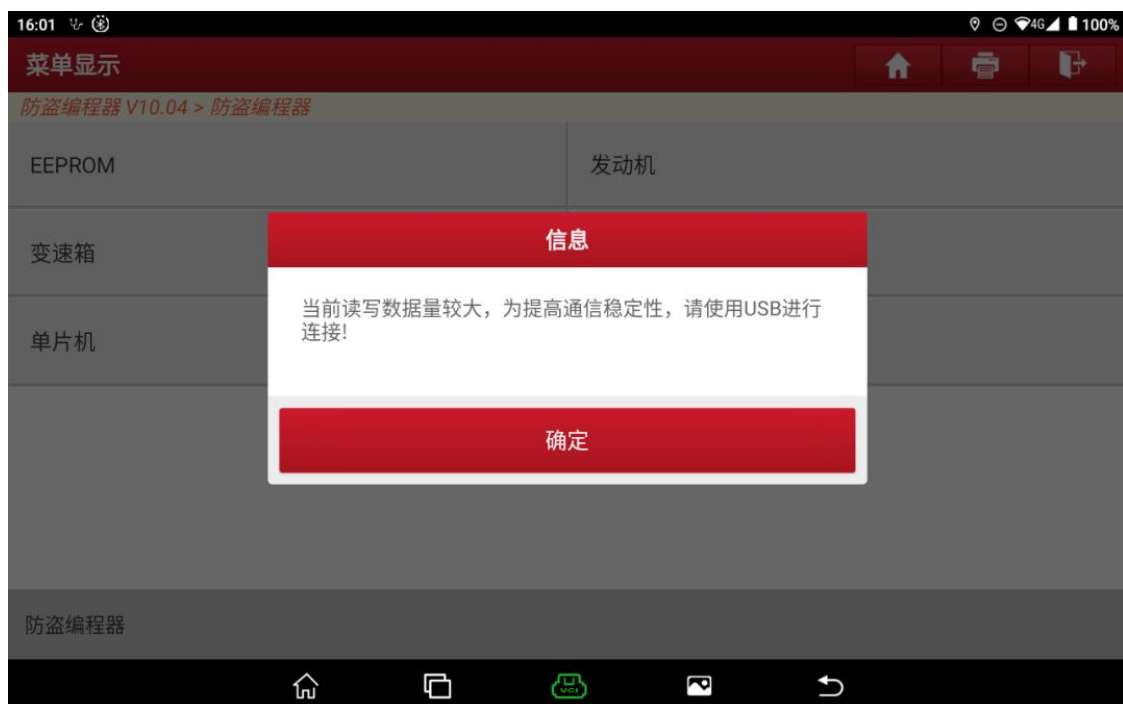 16:01
4G 100%
菜单显示
防盗编程器 V10.04 > 防盗编程器
EEPROM
发动机
变速箱
信息
当前读写数据量较大，为提高通信稳定性，请使用USB进行
连接!
单片机
确定
防盗编程器
VCI